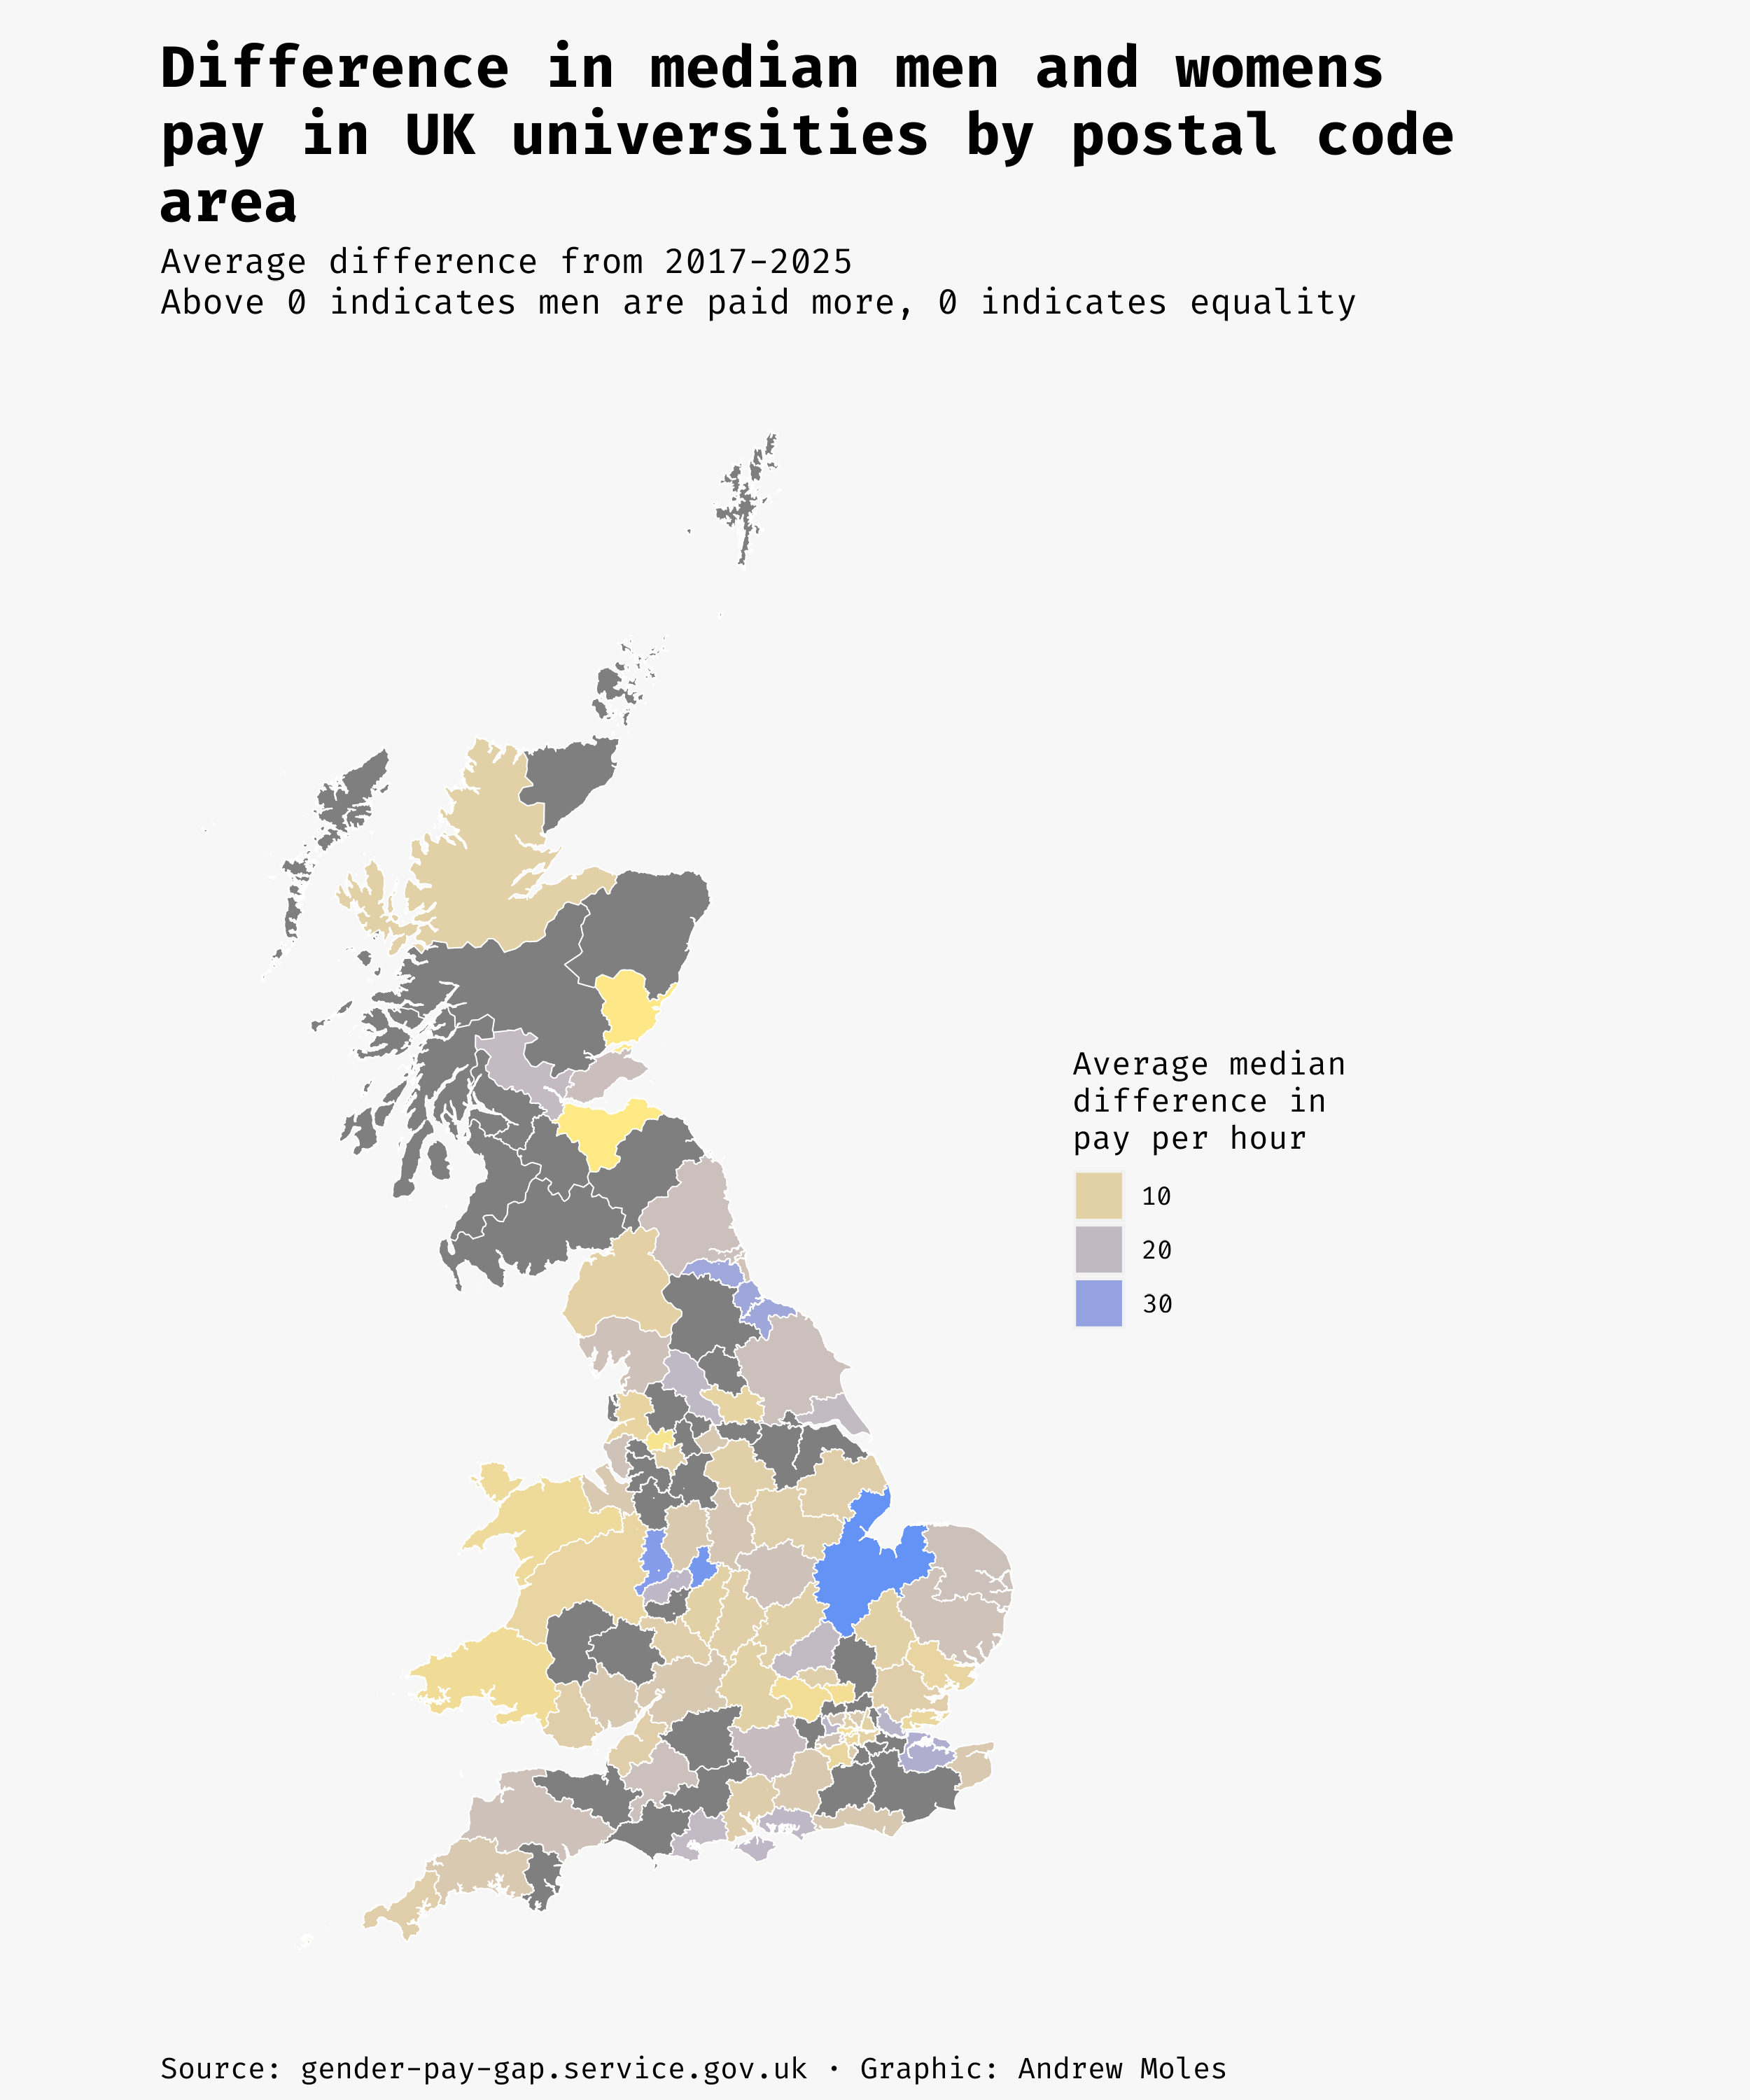 Difference in median men and womens
pay in UK universities by postal code
area
Average difference from 2017-2025
Above 0 indicates men are paid more, 0 indicates equality
Average median
difference in
pay per hour
10
20
30
Source: gender-pay-gap.service.gov.uk · Graphic: Andrew Moles